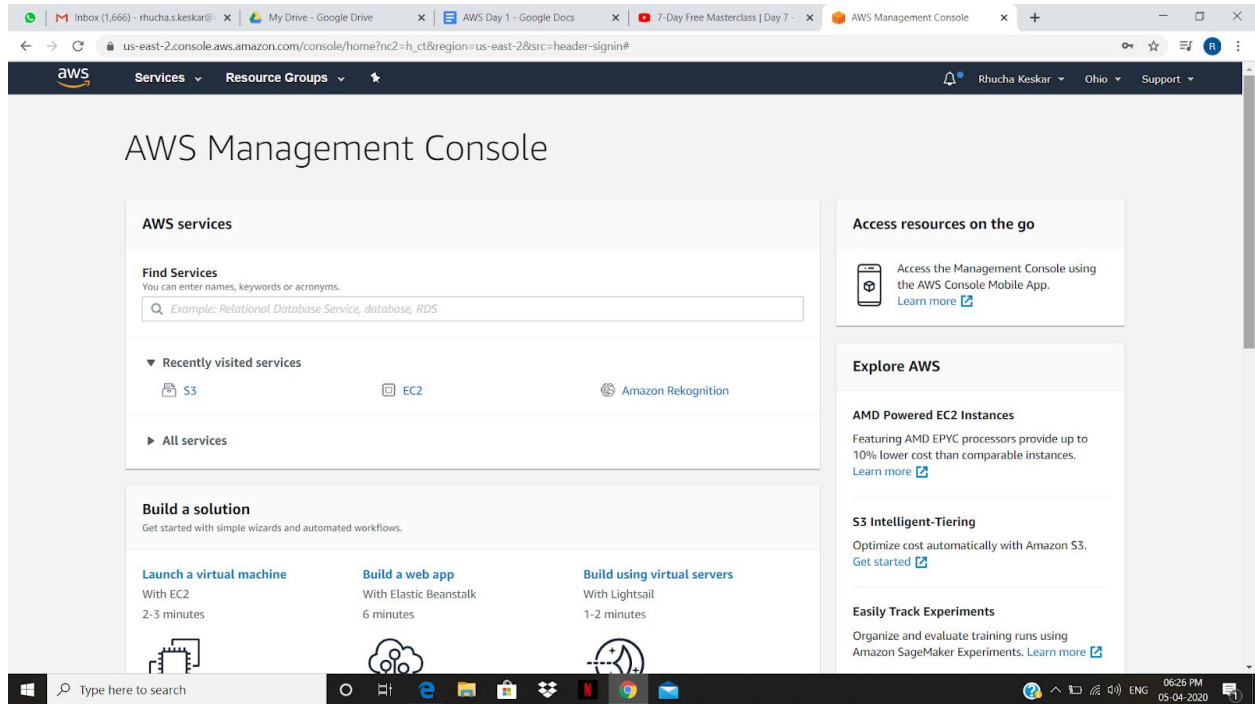 Inbox (1,666) - rhucha.s.keskar@
My Drive - Google Drive
AWS Day 1 - Google Docs
7-Day Free Masterclass | Day 7 -
AWS Management Console
us-east-2.console.aws.amazon.com/console/home?nc2=h_ct&region=us-east-2&src=header-signin#
R
aws
Services
Resource Groups
Rhucha Keskar
Ohio
Support
AWS Management Console
AWS services
Find Services
You can enter names, keywords or acronyms.
Example: Relational Database Service, database, RDS
Recently visited services
S3
EC2
Amazon Rekognition
All services
Build a solution
Get started with simple wizards and automated workflows.
Launch a virtual machine
With EC2
2-3 minutes
Build a web app
With Elastic Beanstalk
6 minutes
Build using virtual servers
With Lightsail
1-2 minutes
Access resources on the go
Access the Management Console using
the AWS Console Mobile App.
Learn more
Explore AWS
AMD Powered EC2 Instances
Featuring AMD EPYC processors provide up to
10% lower cost than comparable instances.
Learn more
S3 Intelligent-Tiering
Optimize cost automatically with Amazon S3.
Get started
Easily Track Experiments
Organize and evaluate training runs using
Amazon SageMaker Experiments. Learn more
Type here to search
N
ENG
06:26 PM
05-04-2020
1